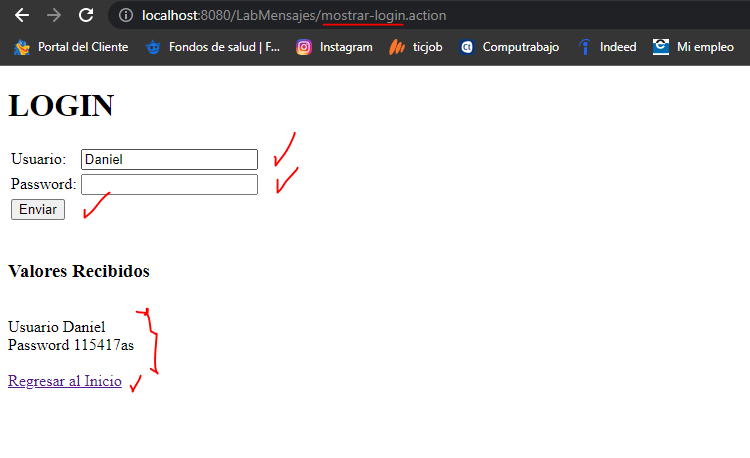 localhost:8080/LabMensajes/mostrar-login.action
Portal del Cliente Fondos de salud | F... Instagram ticjob Computrabajo Indeed Mi empleo
LOGIN
Usuario: Daniel
Password:
Enviar
Valores Recibidos
Usuario Daniel
Password 115417as
Regresar al Inicio